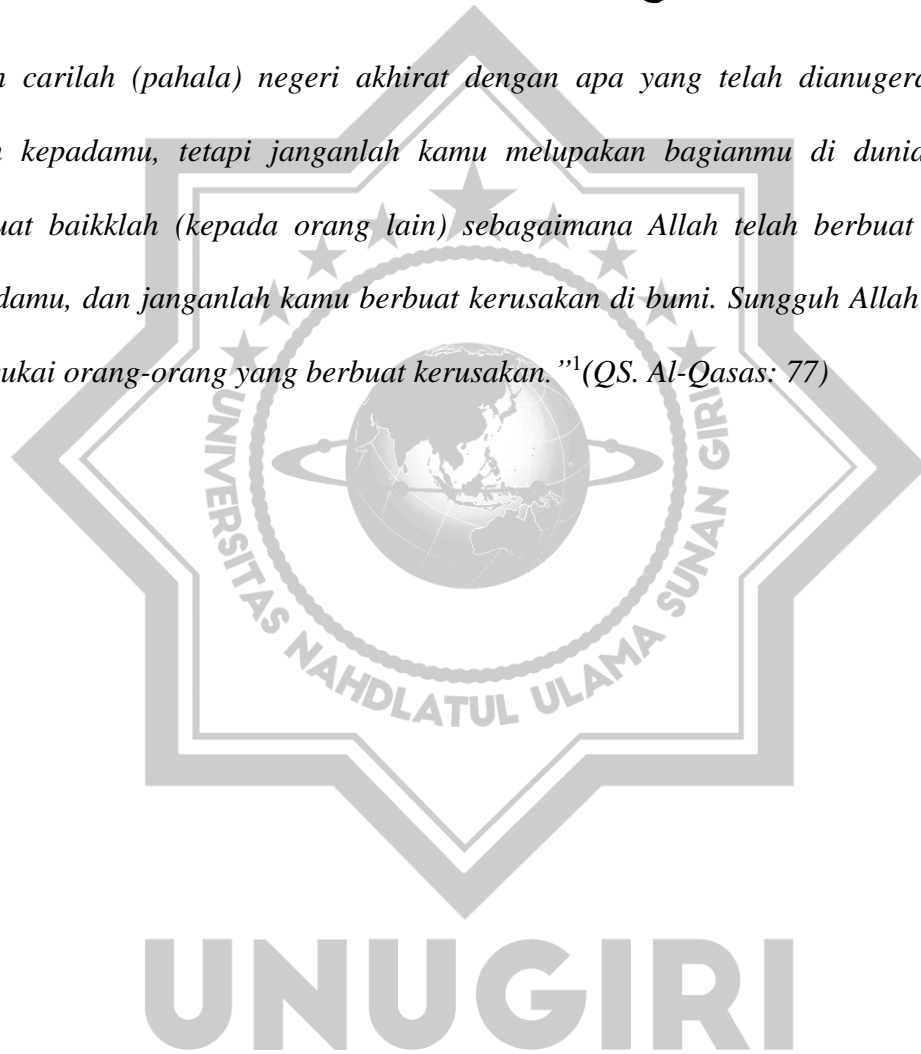 n carilah (pahala) negeri akhirat dengan apa yang telah dianugera
n kepadamu, tetapi janganlah kamu melupakan bagianmu di dunia
uat baikklah (kepada orang lain) sebagaimana Allah telah berbuat
damu, dan janganlah kamu berbuat kerusakan di bumi. Sungguh Allah
ukai orang-orang yang berbuat kerusakan.”¹(QS. Al-Qasas: 77)
UNIVERSITAS NAHDLATUL ULAMA SUNAN GIRI
UNUGIRI